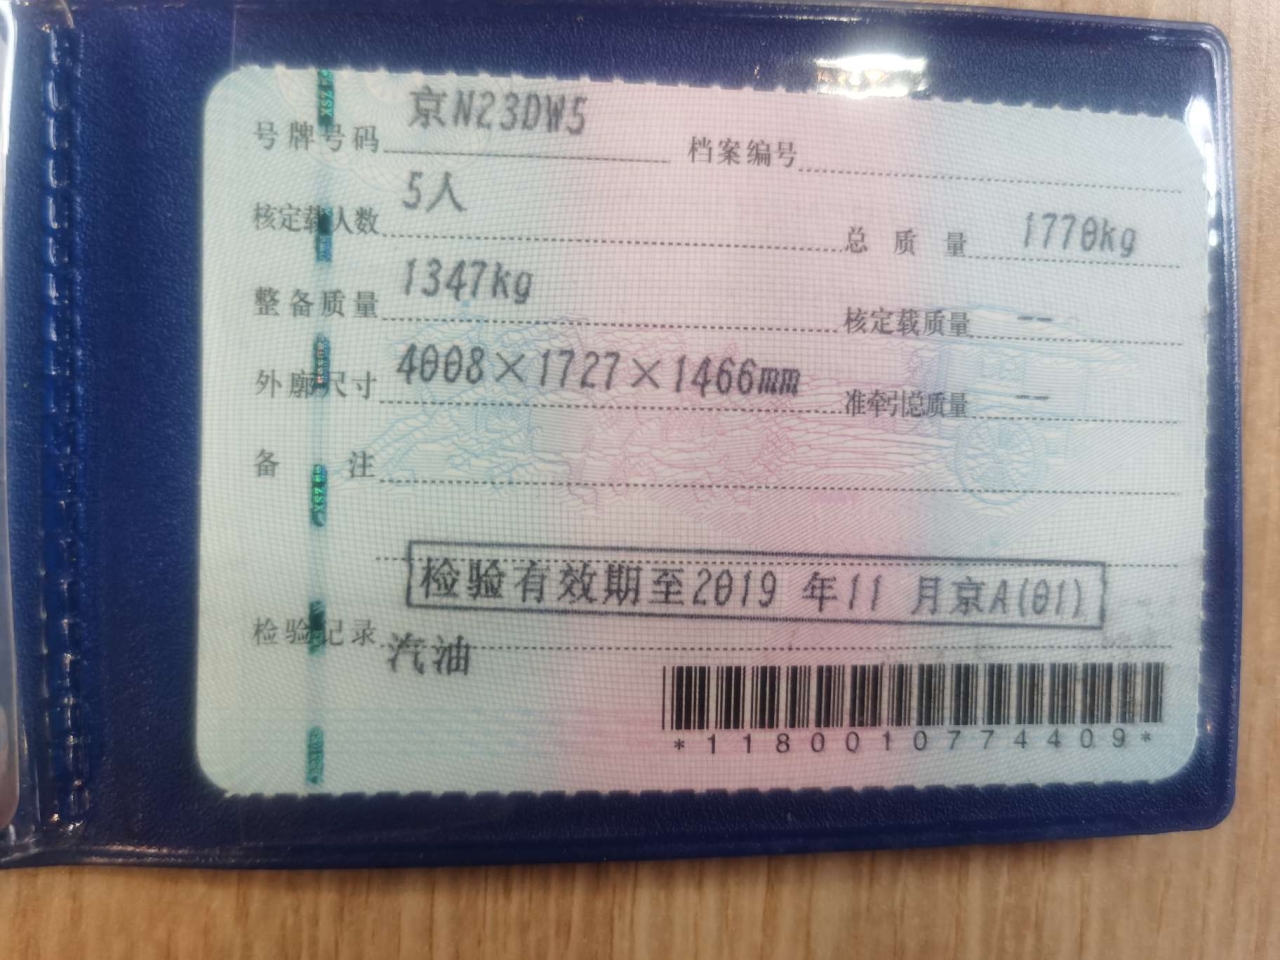 号牌号码 京N23DW5 档案编号
核定载人数 5人 总质量 1770kg
整备质量 1347kg 核定载质量 --
外廓尺寸 4008×1727×1466mm 准牵引总质量 --
备注
检验有效期至2019 年11 月京A(01)
检验记录 汽油
*1180010774409*